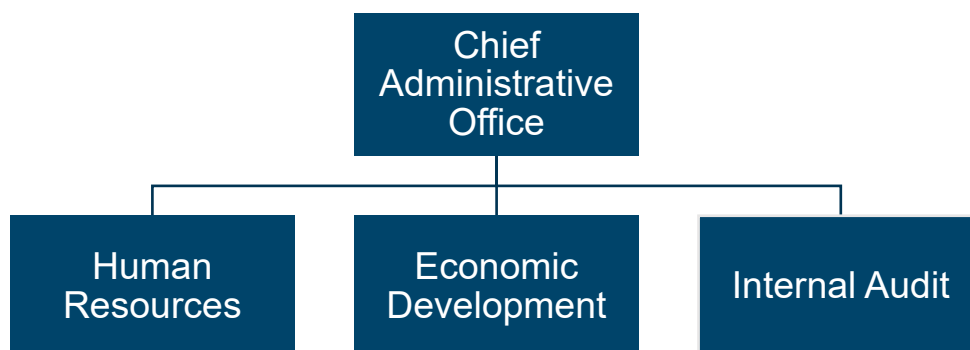 Chief
Administrative
Office
Human
Resources
Economic
Development
Internal Audit